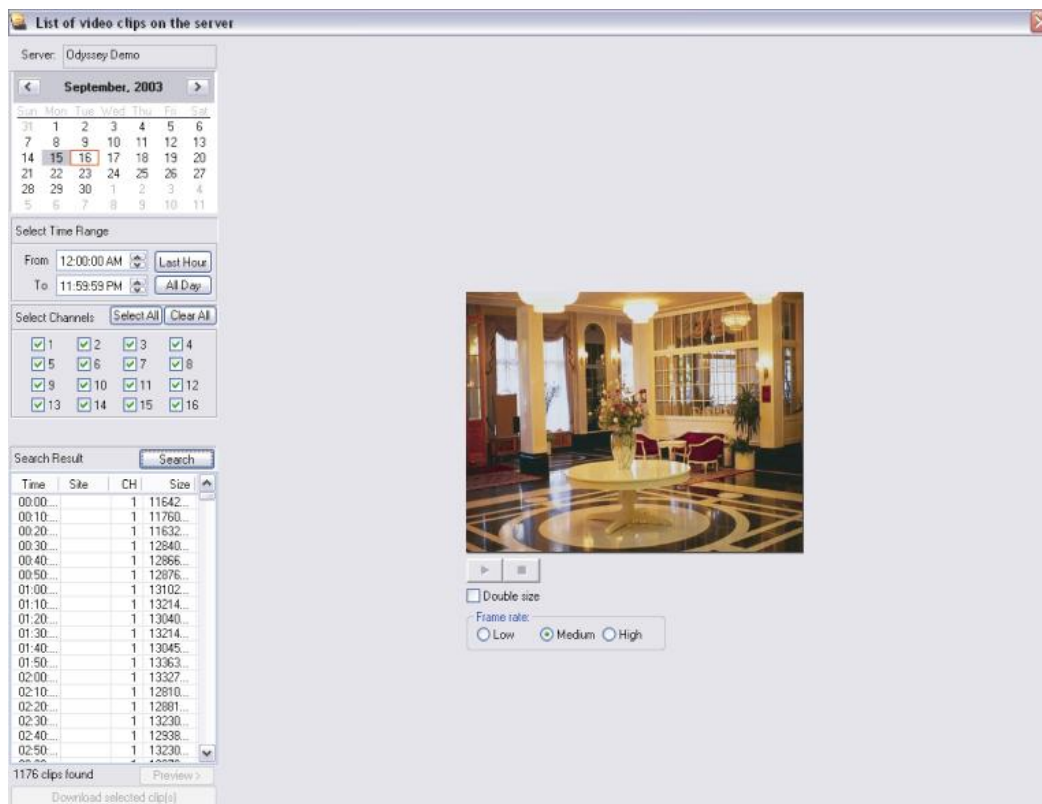 List of video clips on the server
Server: Odyssey Demo
< September, 2003 >
Sun Mon Tue Wed Thu Fri Sat
31 1 2 3 4 5 6
7 8 9 10 11 12 13
14 15 16 17 18 19 20
21 22 23 24 25 26 27
28 29 30 1 2 3 4
5 6 7 8 9 10 11
Select Time Range
From 12:00:00 AM Last Hour
To 11:59:59 PM All Day
Select Channels Select All Clear All
1 2 3 4
5 6 7 8
9 10 11 12
13 14 15 16
Search Result Search
Time Site CH Size
00:00:... 1 11642...
00:10:... 1 11760...
00:20:... 1 11632...
00:30:... 1 12840...
00:40:... 1 12866...
00:50:... 1 12876...
01:00:... 1 13102...
01:10:... 1 13214...
01:20:... 1 13040...
01:30:... 1 13214...
01:40:... 1 13045...
01:50:... 1 13363...
02:00:... 1 13327...
02:10:... 1 12810...
02:20:... 1 12881...
02:30:... 1 13230...
02:40:... 1 12938...
02:50:... 1 13230...
1176 clips found Preview >
Download selected clip(s)
Double size
Frame rate:
Low Medium High